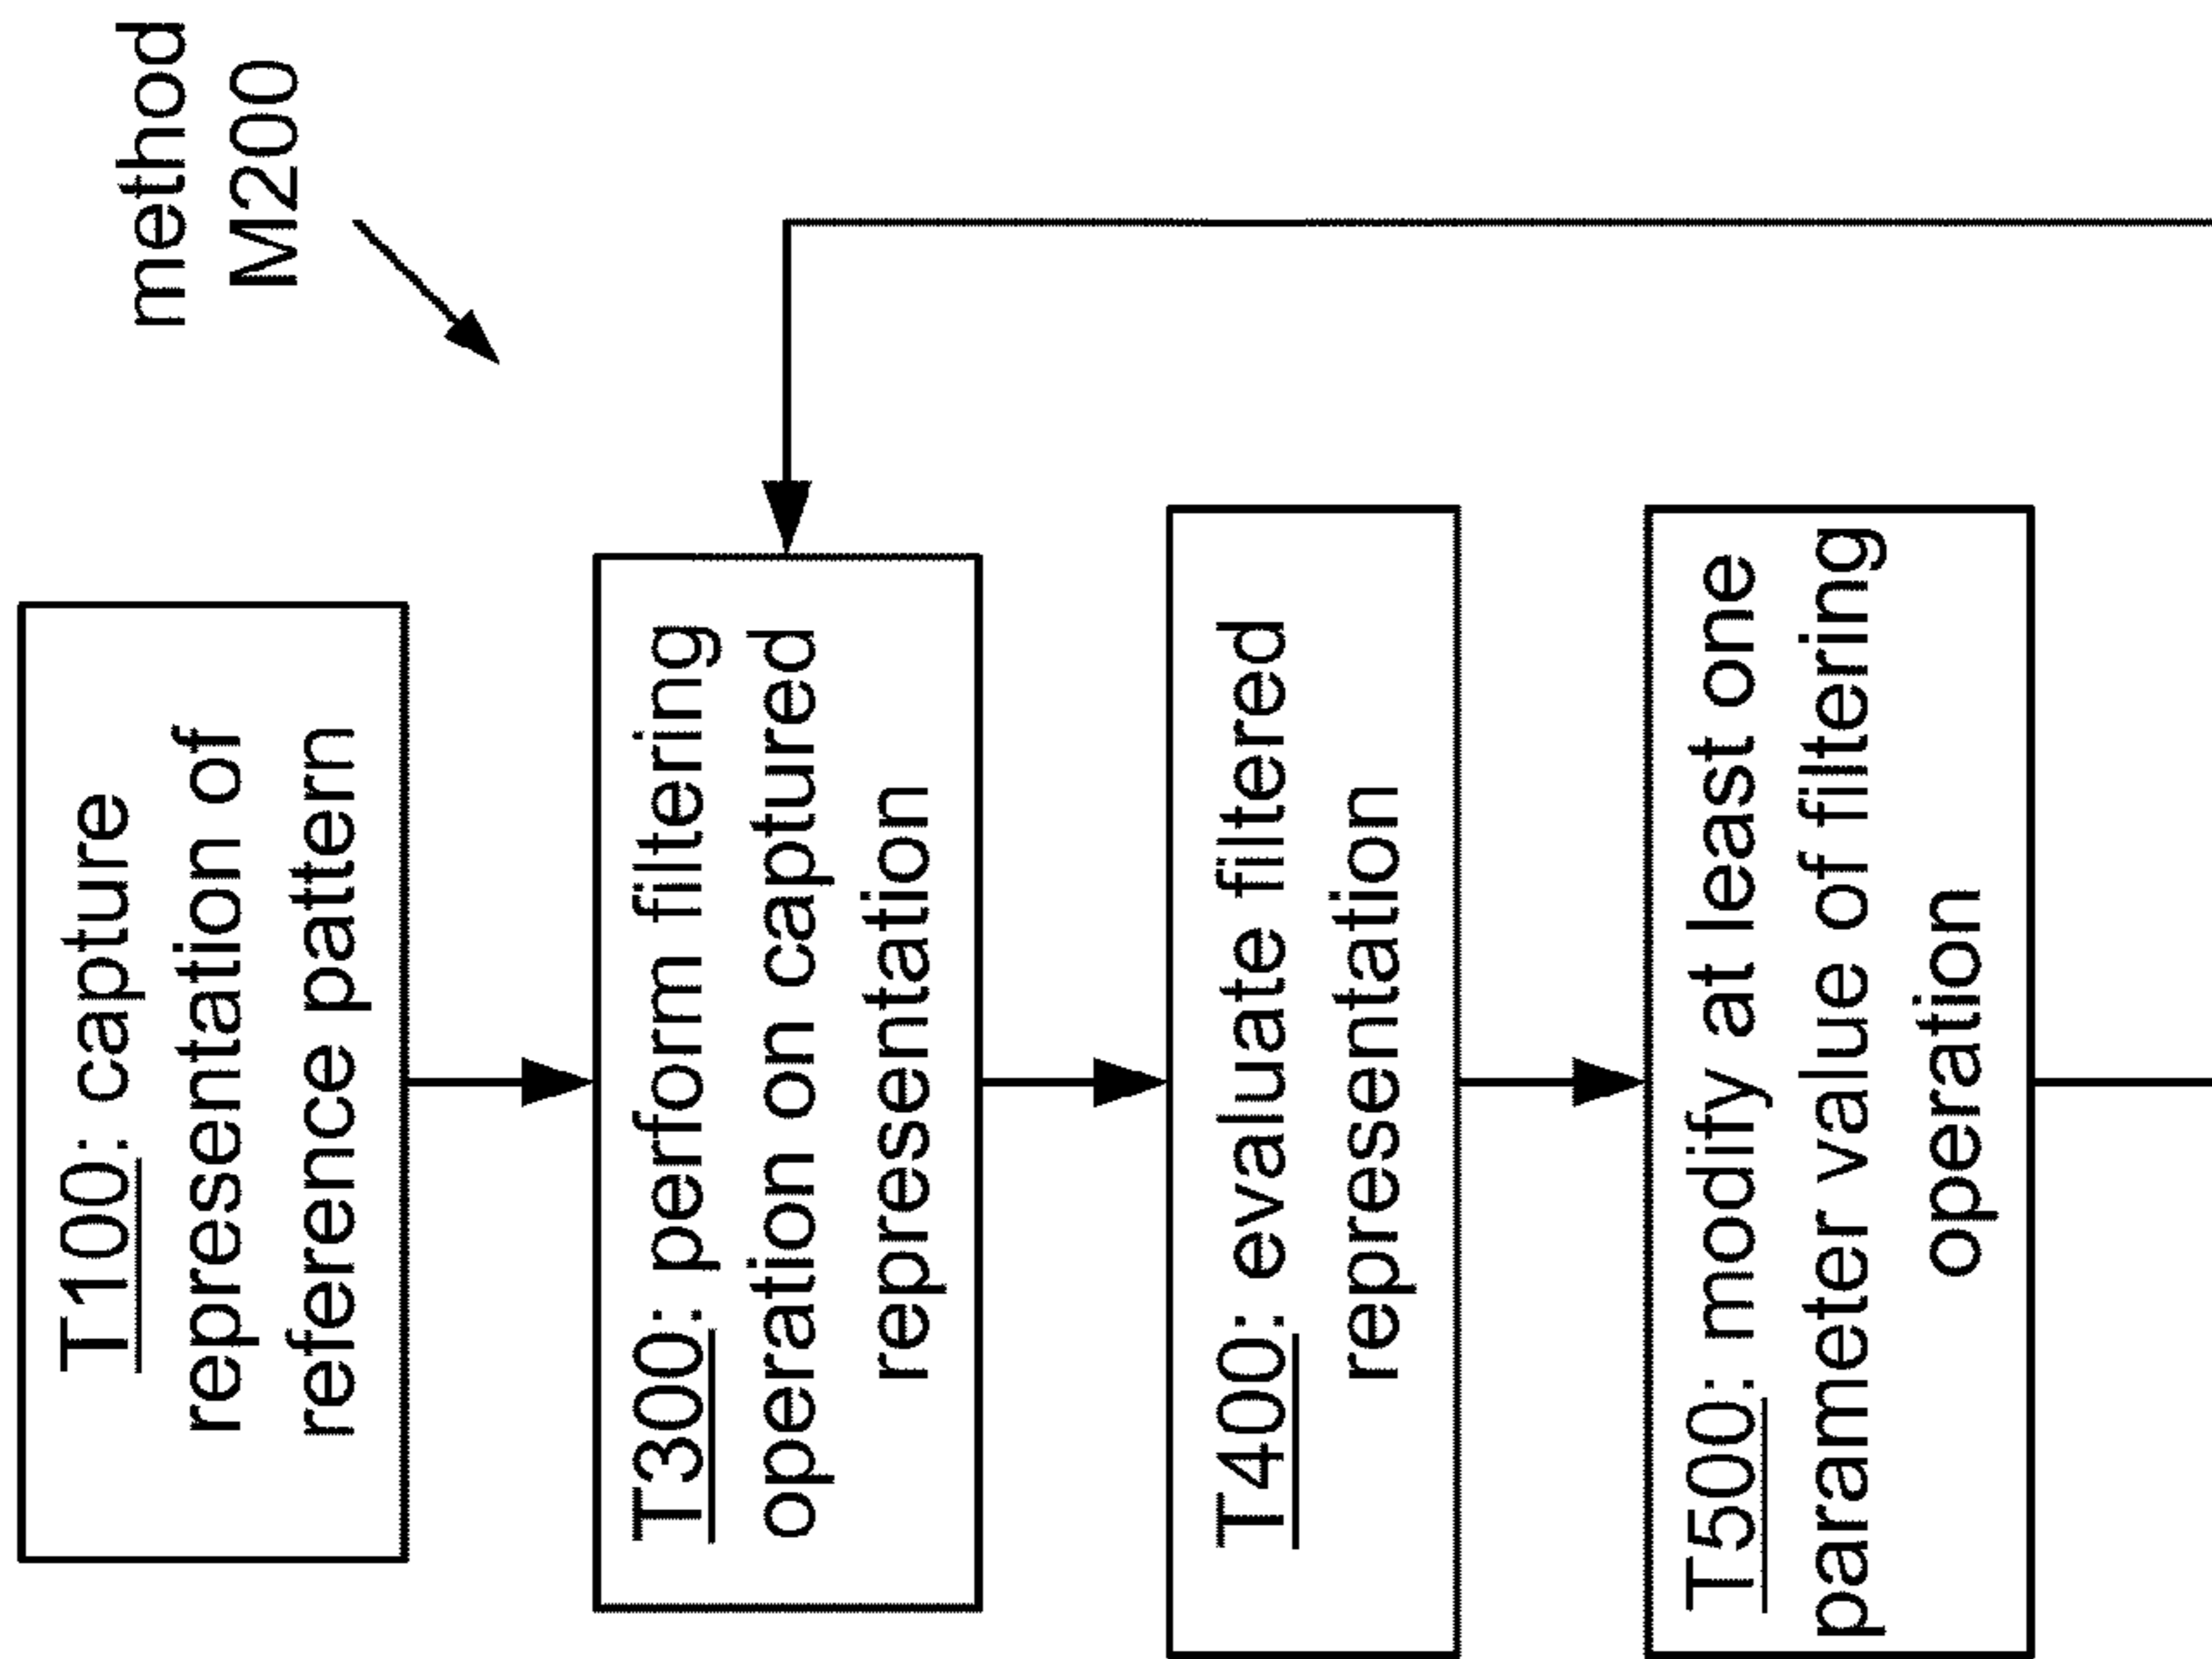 method
M200
T100: capture
representation of
reference pattern
T300: perform filtering
operation on captured
representation
T400: evaluate filtered
representation
T500: modify at least one
parameter value of filtering
operation